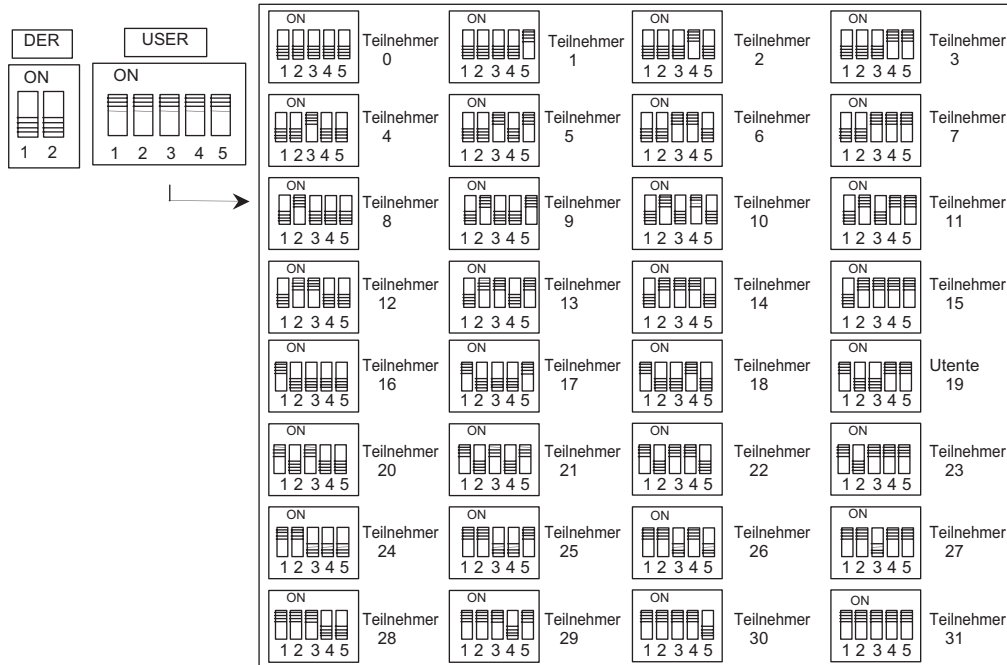 DER USER
ON ON
1 2 1 2 3 4 5
ON ON ON ON
Teilnehmer Teilnehmer Teilnehmer Teilnehmer
1 2 3 4 5 0 1 2 3 4 5 1 1 2 3 4 5 2 1 2 3 4 5 3
ON ON ON ON
Teilnehmer Teilnehmer Teilnehmer Teilnehmer
1 2 3 4 5 4 1 2 3 4 5 5 1 2 3 4 5 6 1 2 3 4 5 7
ON ON ON ON
Teilnehmer Teilnehmer Teilnehmer Teilnehmer
1 2 3 4 5 8 1 2 3 4 5 9 1 2 3 4 5 10 1 2 3 4 5 11
ON ON ON ON
Teilnehmer Teilnehmer Teilnehmer Teilnehmer
1 2 3 4 5 12 1 2 3 4 5 13 1 2 3 4 5 14 1 2 3 4 5 15
ON ON ON ON
Teilnehmer Teilnehmer Teilnehmer Utente
1 2 3 4 5 16 1 2 3 4 5 17 1 2 3 4 5 18 1 2 3 4 5 19
ON ON ON ON
Teilnehmer Teilnehmer Teilnehmer Teilnehmer
1 2 3 4 5 20 1 2 3 4 5 21 1 2 3 4 5 22 1 2 3 4 5 23
ON ON ON ON
Teilnehmer Teilnehmer Teilnehmer Teilnehmer
1 2 3 4 5 24 1 2 3 4 5 25 1 2 3 4 5 26 1 2 3 4 5 27
ON ON ON ON
Teilnehmer Teilnehmer Teilnehmer Teilnehmer
1 2 3 4 5 28 1 2 3 4 5 29 1 2 3 4 5 30 1 2 3 4 5 31